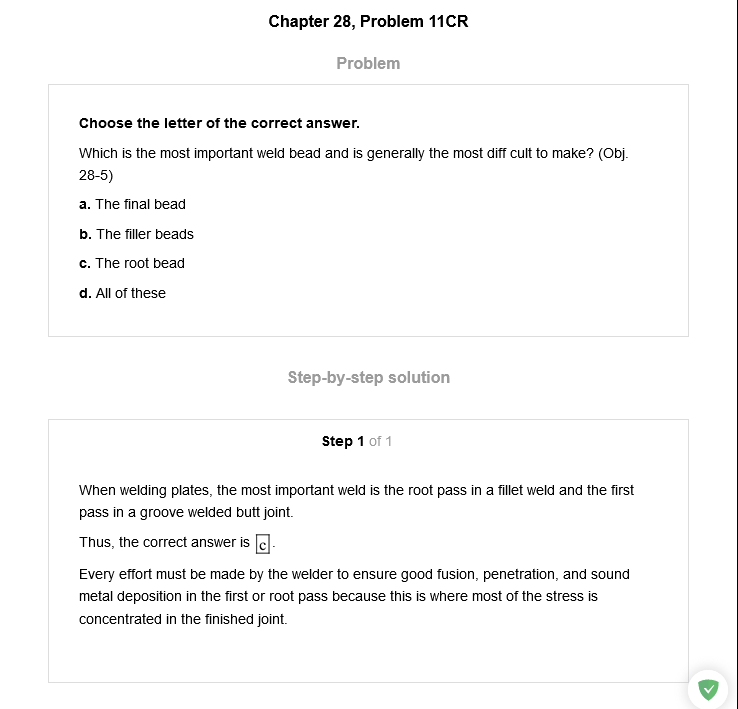 Chapter 28, Problem 11CR
Problem
Choose the letter of the correct answer.
Which is the most important weld bead and is generally the most diff cult to make? (Obj.
28-5)
a. The final bead
b. The filler beads
c. The root bead
d. All of these
Step-by-step solution
Step 1 of 1
When welding plates, the most important weld is the root pass in a fillet weld and the first
pass in a groove welded butt joint.
Thus, the correct answer is c.
Every effort must be made by the welder to ensure good fusion, penetration, and sound
metal deposition in the first or root pass because this is where most of the stress is
concentrated in the finished joint.